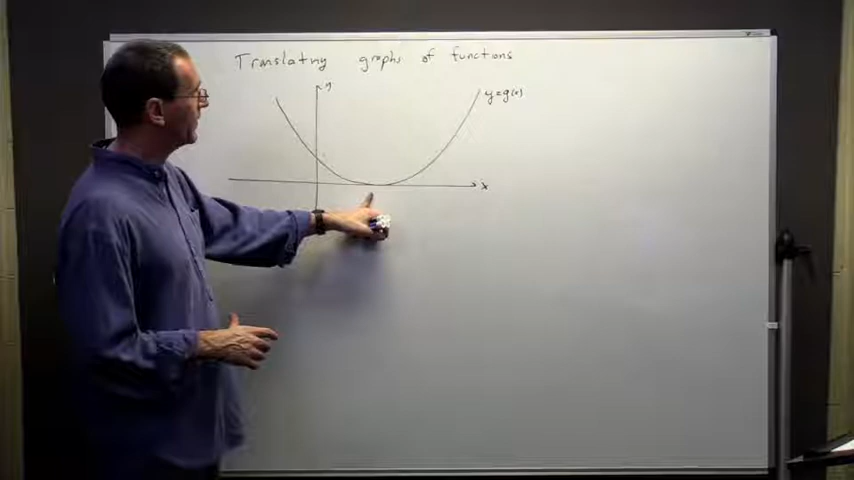 Translating graphs of functions
y
y=g(x)
x